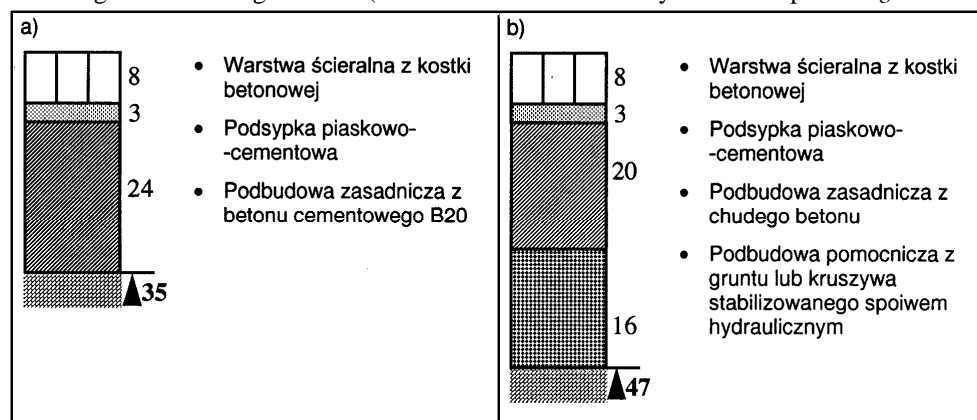 a)
8
3
24
35
• Warstwa ścieralna z kostki
betonowej
• Podsypka piaskowo-
-cementowa
• Podbudowa zasadnicza z
betonu cementowego B20
b)
8
3
20
16
47
• Warstwa ścieralna z kostki
betonowej
• Podsypka piaskowo-
-cementowa
• Podbudowa zasadnicza z
chudego betonu
• Podbudowa pomocnicza z
gruntu lub kruszywa
stabilizowanego spoiwem
hydraulicznym